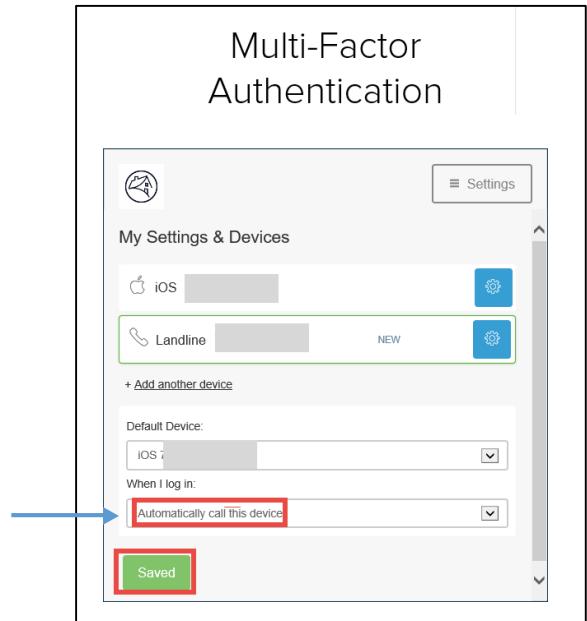 Multi-Factor
Authentication
Settings
My Settings & Devices
iOS
Landline NEW
+ Add another device
Default Device:
iOS
When I log in:
Automatically call this device
Saved